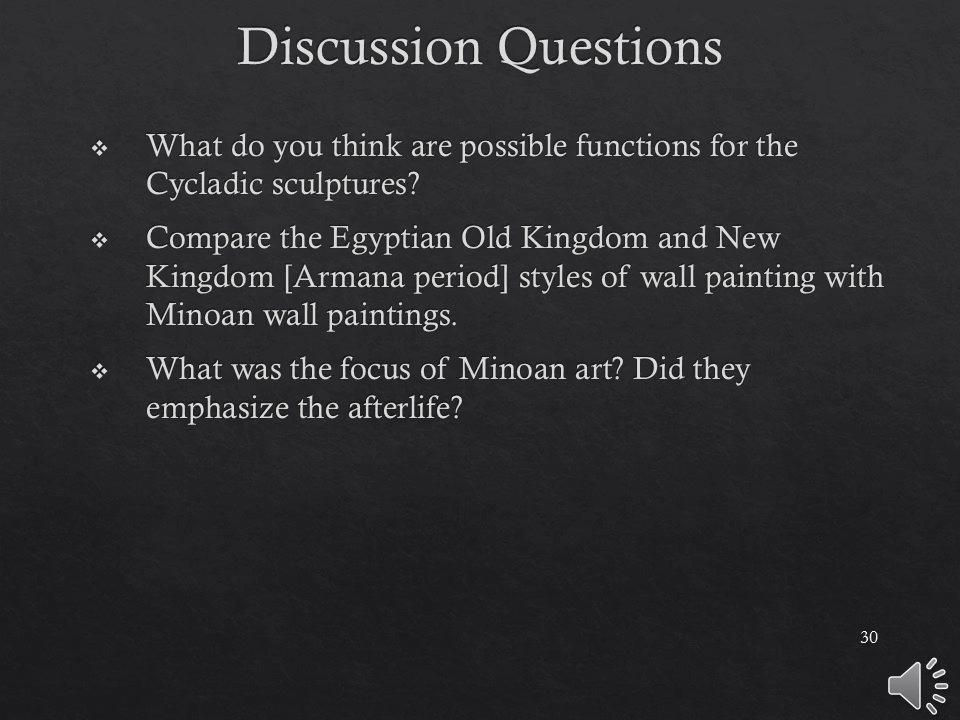 Discussion Questions
❖ What do you think are possible functions for the
Cycladic sculptures?
❖ Compare the Egyptian Old Kingdom and New
Kingdom [Armana period] styles of wall painting with
Minoan wall paintings.
❖ What was the focus of Minoan art? Did they
emphasize the afterlife?
30